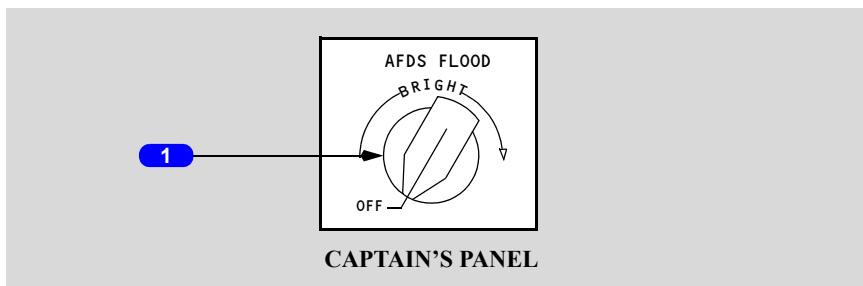 AFDS FLOOD
BRIGHT
1
OFF
CAPTAIN'S PANEL